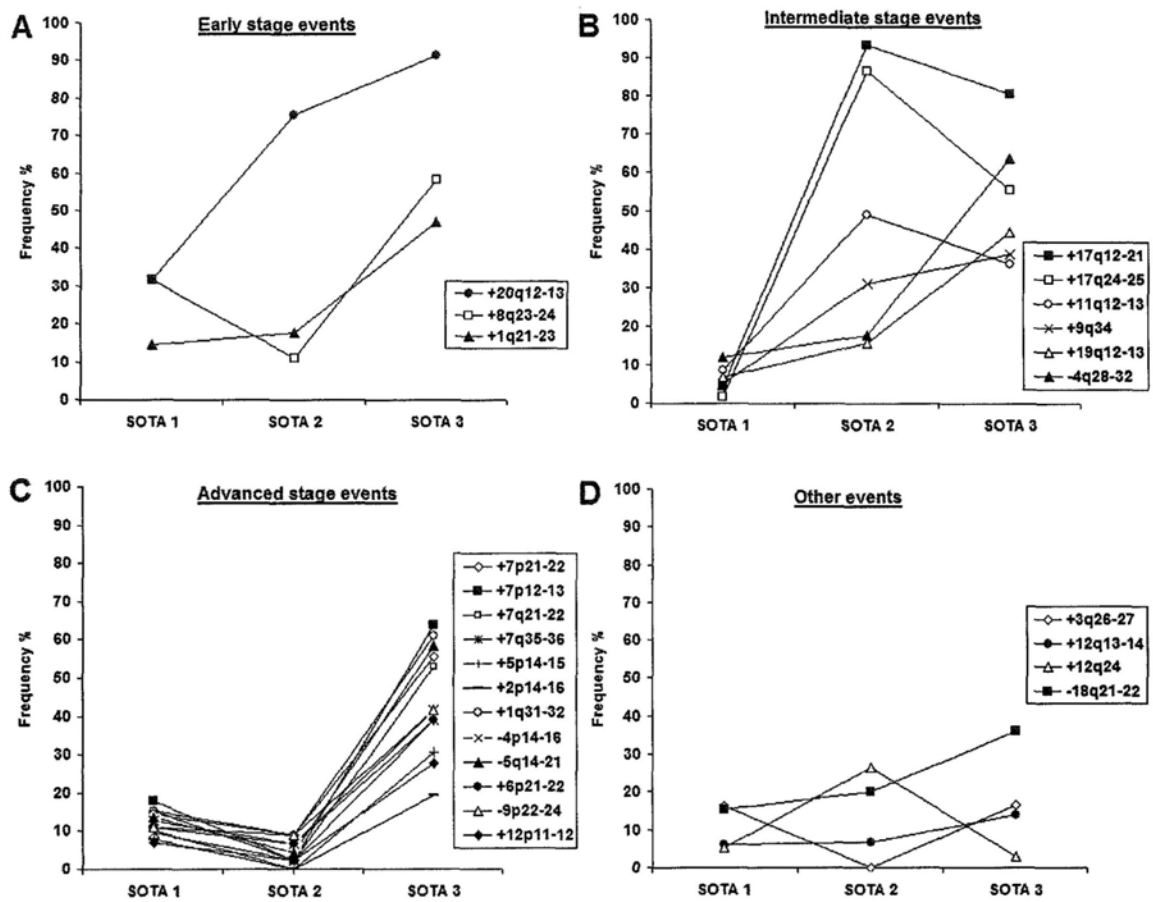 A
Early stage events
Frequency %
100
90
80
70
60
50
40
30
20
10
0
SOTA 1 SOTA 2 SOTA 3
+20q12-13
+8q23-24
+1q21-23
B
Intermediate stage events
Frequency %
100
90
80
70
60
50
40
30
20
10
0
SOTA 1 SOTA 2 SOTA 3
+17q12-21
+17q24-25
+11q12-13
+9q34
+19q12-13
-4q28-32
C
Advanced stage events
Frequency %
100
90
80
70
60
50
40
30
20
10
0
SOTA 1 SOTA 2 SOTA 3
+7p21-22
+7p12-13
+7q21-22
+7q35-36
+5p14-15
+2p14-16
+1q31-32
-4p14-16
-5q14-21
+6p21-22
-9p22-24
+12p11-12
D
Other events
Frequency %
100
90
80
70
60
50
40
30
20
10
0
SOTA 1 SOTA 2 SOTA 3
+3q26-27
+12q13-14
+12q24
-18q21-22